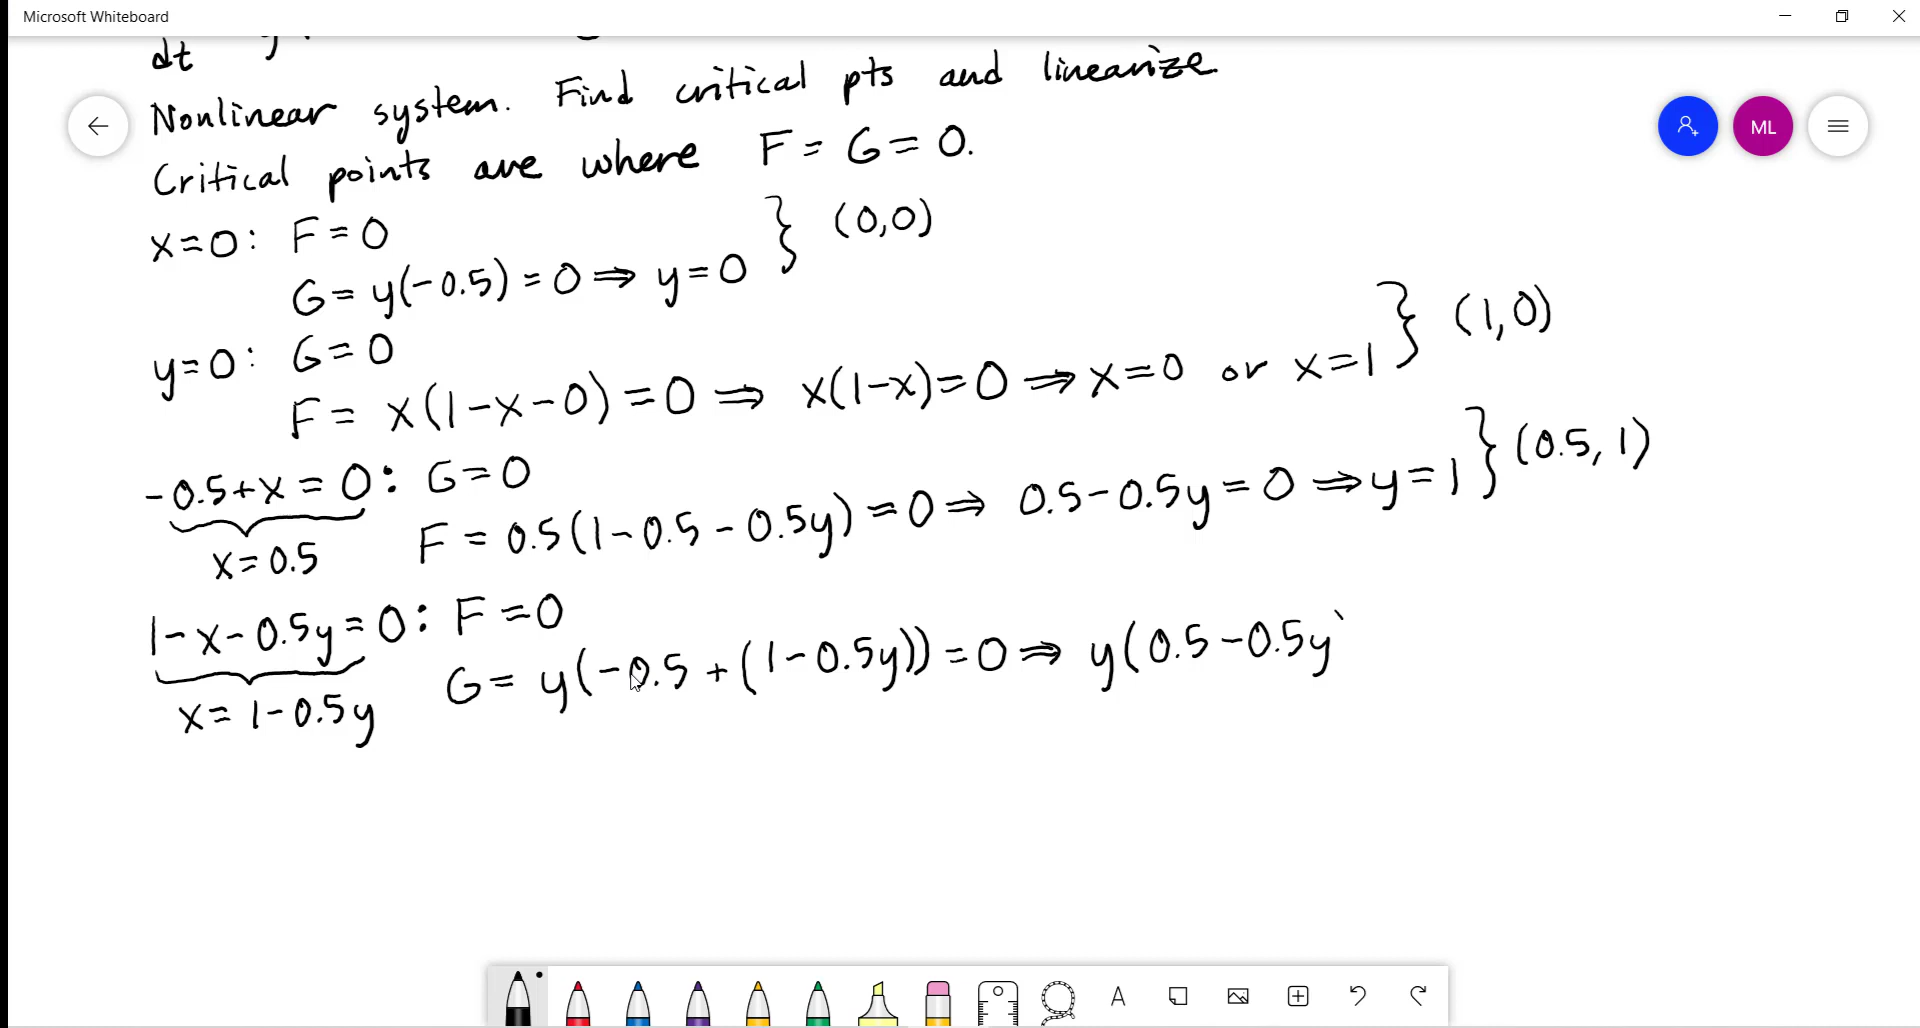 Microsoft Whiteboard
dt
Nonlinear system. Find critical pts and linearize
Critical points are where F = G = 0.
x=0: F=0
G=y(-0.5)=0⇒ y=0 } (0,0)
y=0: G=0
F= x(1-x-0)=0 ⇒ x(1-x)=0 ⇒ x=0 or x=1 } (1,0)
-0.5+x=0: G=0
x=0.5
F = 0.5(1-0.5-0.5y)=0⇒ 0.5-0.5y=0 ⇒ y=1 } (0.5, 1)
1-x-0.5y=0: F=0
x=1-0.5y
G= y(-0.5+(1-0.5y))=0⇒ y(0.5-0.5y
ML
A